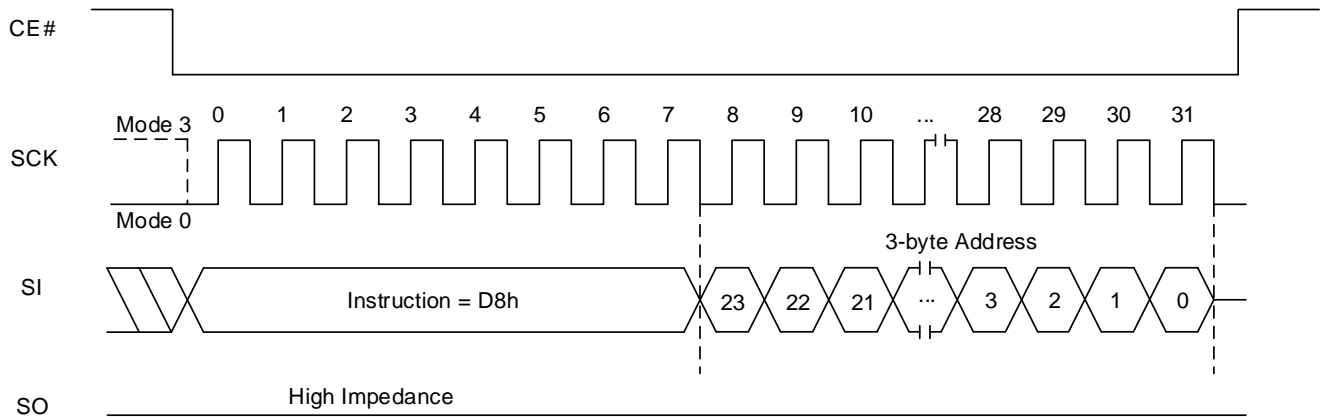 CE#
0 1 2 3 4 5 6 7 8 9 10 ... 28 29 30 31
Mode 3
SCK
Mode 0
3-byte Address
SI
Instruction = D8h 23 22 21 ... 3 2 1 0
High Impedance
SO